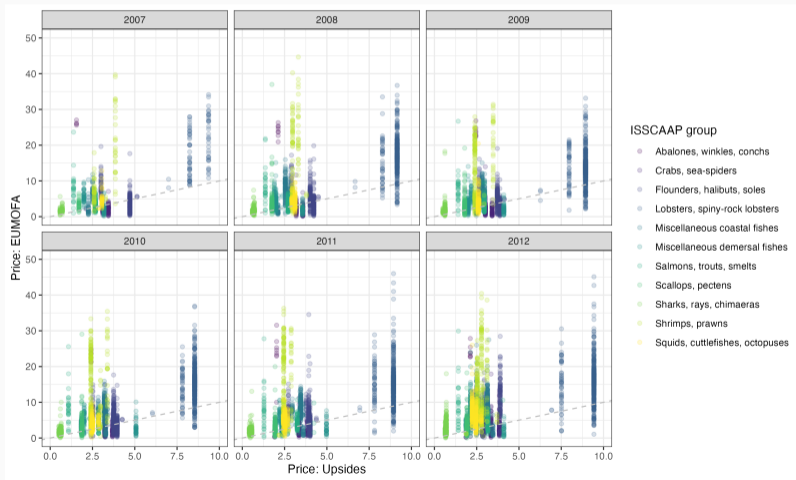 2007 2008 2009
50
40
30
20
10
0
2010 2011 2012
50
40
30
20
10
0
0.0 2.5 5.0 7.5 10.0 0.0 2.5 5.0 7.5 10.0 0.0 2.5 5.0 7.5 10.0
Price: Upsides
Price: EUMOFA
ISSCAAP group
Abalones, winkles, conchs
Crabs, sea-spiders
Flounders, halibuts, soles
Lobsters, spiny-rock lobsters
Miscellaneous coastal fishes
Miscellaneous demersal fishes
Salmons, trouts, smelts
Scallops, pectens
Sharks, rays, chimaeras
Shrimps, prawns
Squids, cuttlefishes, octopuses